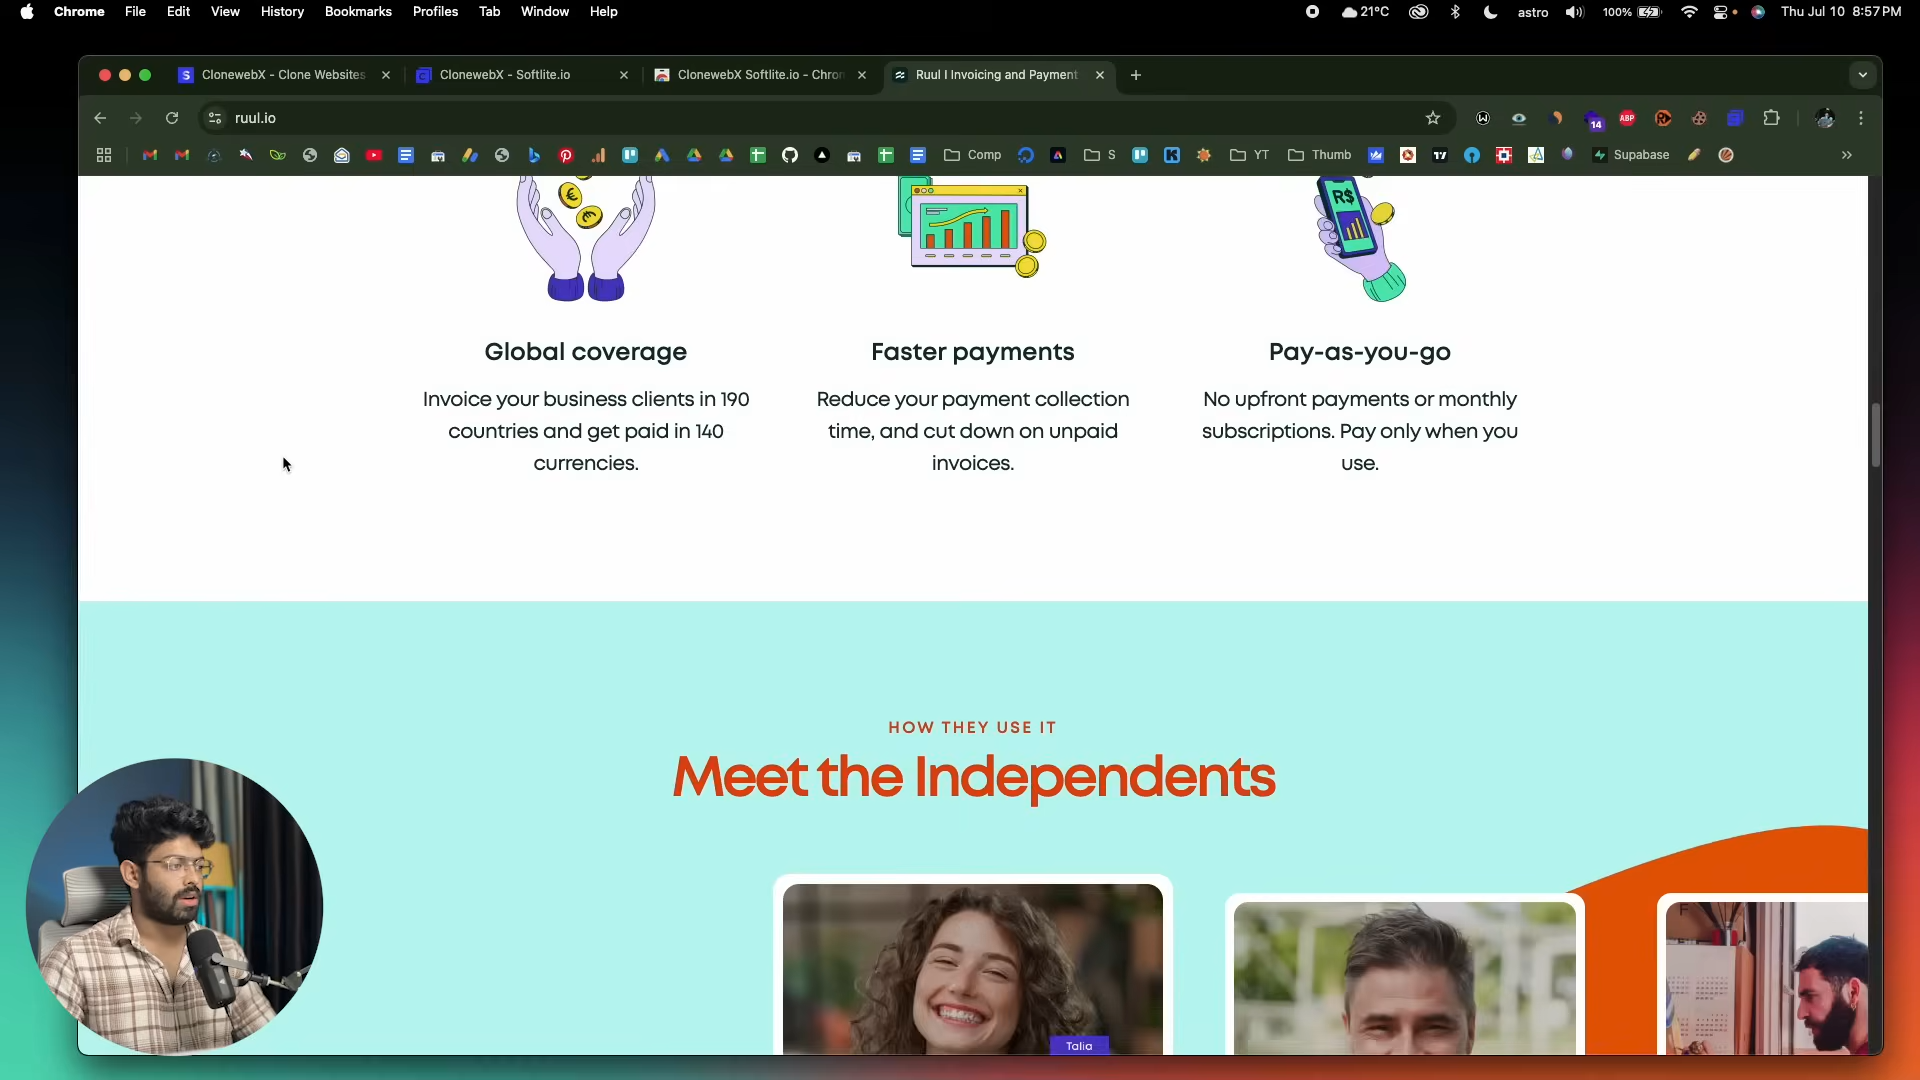 Chrome File Edit View History Bookmarks Profiles Tab Window Help 21°C astro 100% Thu Jul 10 8:57 PM
ClonewebX - Clone Websites ClonewebX - Softlite.io ClonewebX Softlite.io - Chron Ruul I Invoicing and Payment
ruul.io 14 ABP
Comp S YT Thumb Supabase
R$
Global coverage
Invoice your business clients in 190
countries and get paid in 140
currencies.
Faster payments
Reduce your payment collection
time, and cut down on unpaid
invoices.
Pay-as-you-go
No upfront payments or monthly
subscriptions. Pay only when you
use.
HOW THEY USE IT
Meet the Independents
Talia